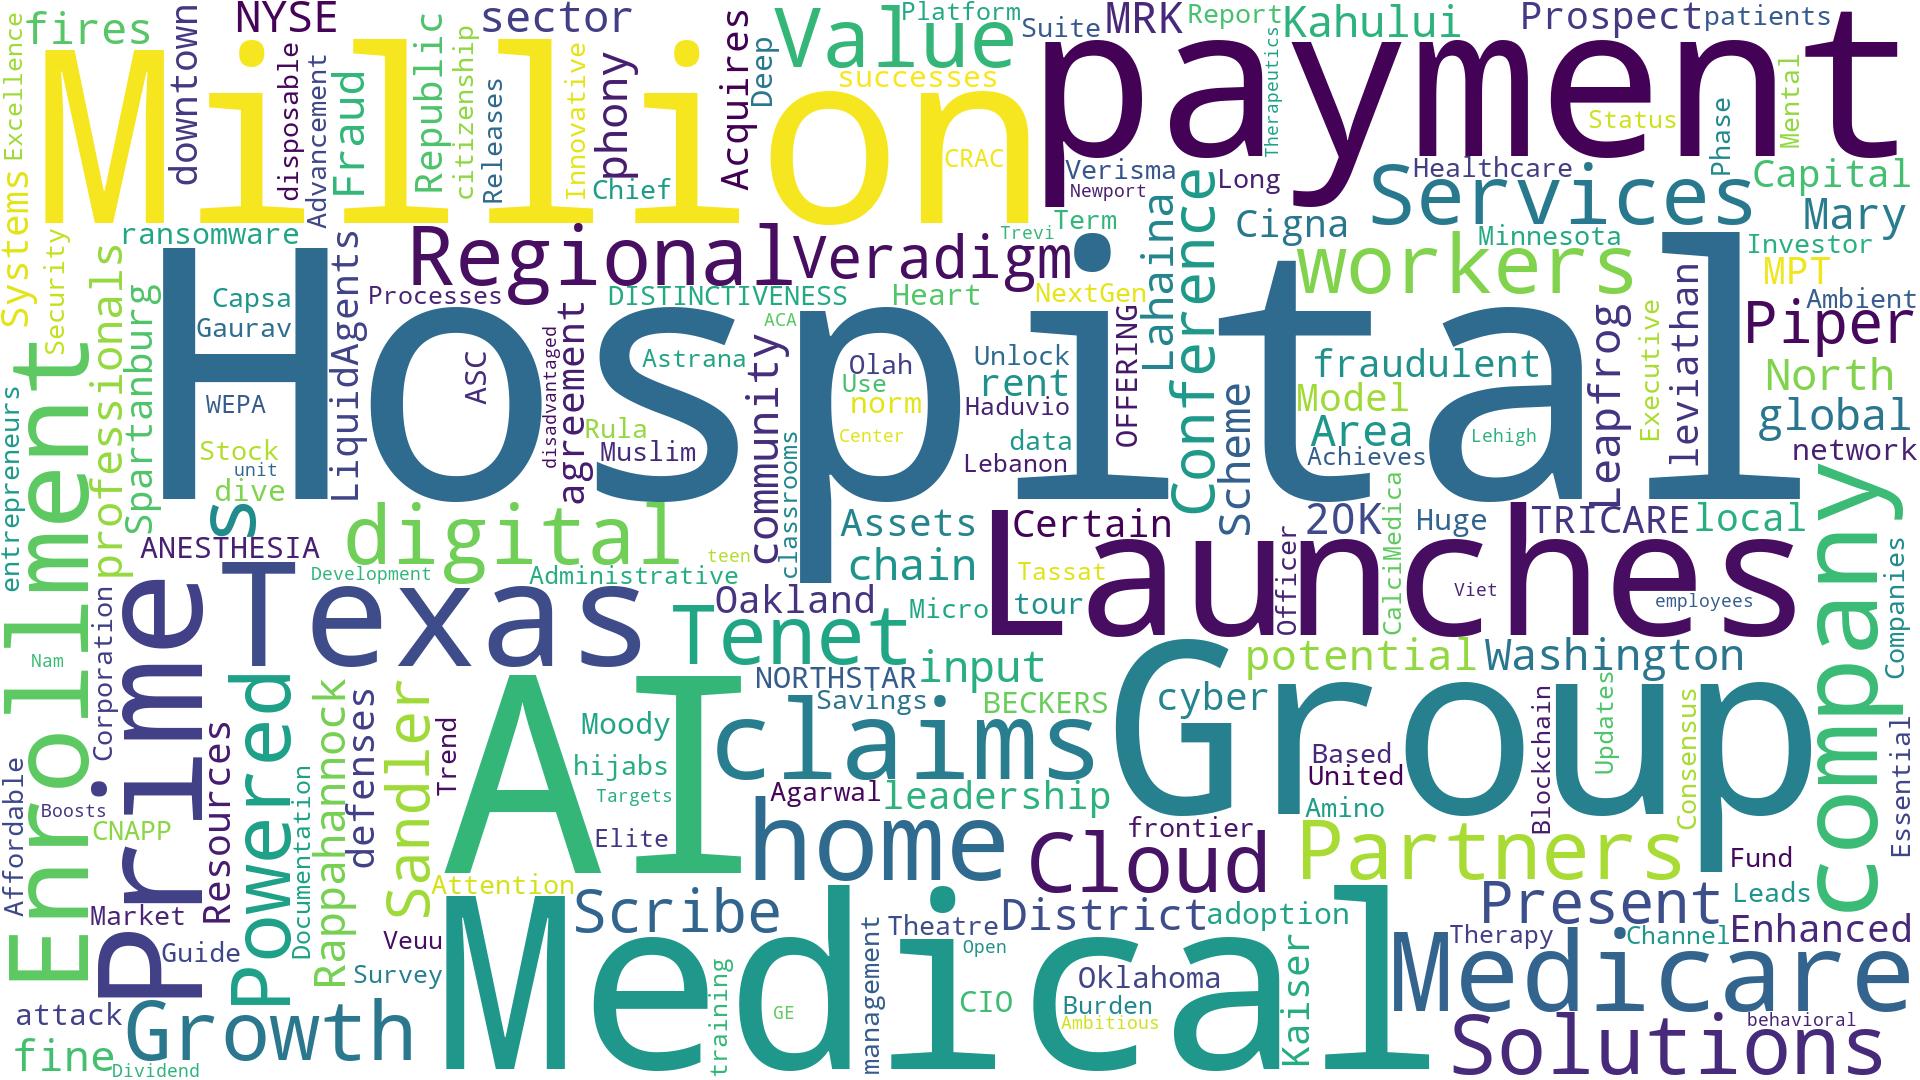 fires
Excellence
Million
downtown
NYSE
disposable
Advancement
Fraud
Republic
citizenship
sector
Releases
Innovative
phony
Chief
Acquires
Deep
Value
successes
Platform
Suite
MRK
Report
Kahului
Prospect
patients
payment
Therapeutics
Status
Mental
Phase
CRAC
Verisma
Newport
Long
Healthcare
Services
Capital
Mary
Cigna
Term
Trevi
Systems
Security
ransomware
professionals
Spartanburg
Regional
Veradigm
Conference
Lahaina
workers
Minnesota
Investor
MPT
Ambient
Piper
Hospital
Capsa
Gaurav
LiquidAgents
Processes
DISTINCTIVENESS
Heart
NextGen
ACA
OFFERING
ASC
disadvantaged
agreement
Astrana
community
Olah
Use
norm
Center
Unlock
rent
Haduvio
data
Lebanon
Scheme
fraudulent
Model
Area
Achieves
Leapfrog
Executive
leviathan
Lehigh
North
global
network
WEPA
Stock
unit
dive
Rula
Muslim
classrooms
entrepreneurs
Enrollment
s
ANESTHESIA
digital
Development
Administrative
teen
Assets
chain
Certain
Tassat
tour
Launches
20K
CalciMedica
Huge
TRICARE
local
Officer
Viet
employees
company
Companies
Prime
Texas
Tenet
Oakland
Micro
input
NORTHSTAR
Savings
BECKERS
potential
Washington
cyber
Group
Updates
Consensus
Blockchain
Based
United
Amino
Nam
Corporation
Powered
Rappahannock
defenses
Sandler
Trend
AI
Moody
hijabs
Targets
Elite
claims
Agarwal
leadership
home
Cloud
frontier
Partners
Fund
Leads
Essential
Affordable
Boosts
CNAPP
Resources
Documentation
Attention
Market
Guide
Veuu
Survey
Scribe
Theatre
District
adoption
Present
Therapy
Channel
Enhanced
Medical
training
GE
management
Open
CIO
Oklahoma
Burden
Ambitious
Kaiser
Medicare
behavioral
Solutions
attack
Growth
fine
Dividend